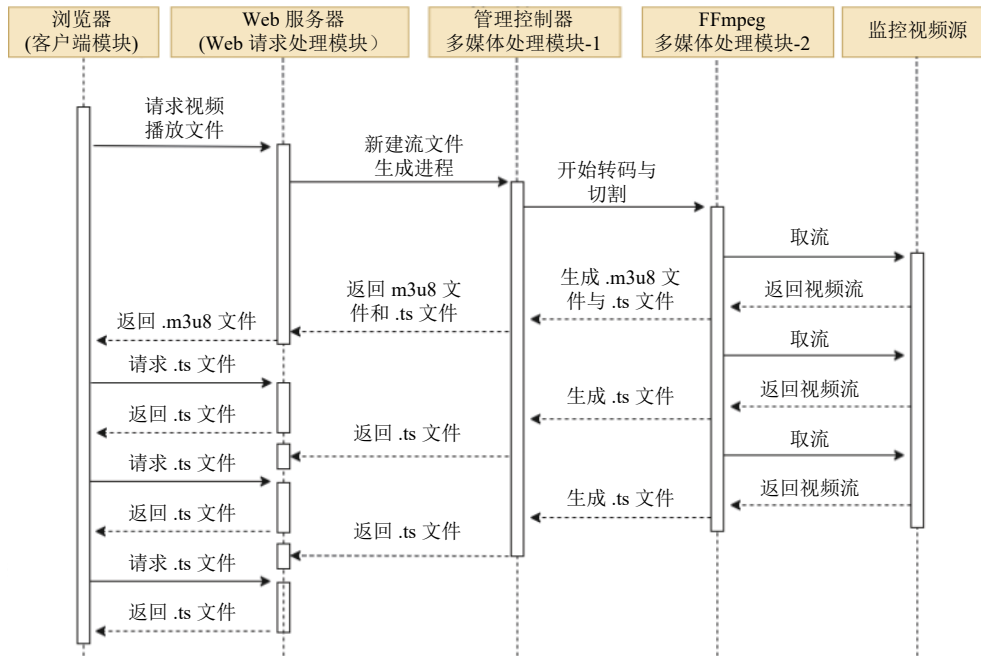 浏览器
(客户端模块)
Web 服务器
(Web 请求处理模块）
管理控制器
多媒体处理模块-1
FFmpeg
多媒体处理模块-2
监控视频源
请求视频
播放文件
新建流文件
生成进程
开始转码与
切割
取流
返回视频流
生成 .m3u8 文
件与 .ts 文件
返回 m3u8 文
件和 .ts 文件
返回 .m3u8 文件
取流
请求 .ts 文件
返回视频流
生成 .ts 文件
返回 .ts 文件
返回 .ts 文件
取流
请求 .ts 文件
返回视频流
生成 .ts 文件
返回 .ts 文件
返回 .ts 文件
请求 .ts 文件
返回 .ts 文件